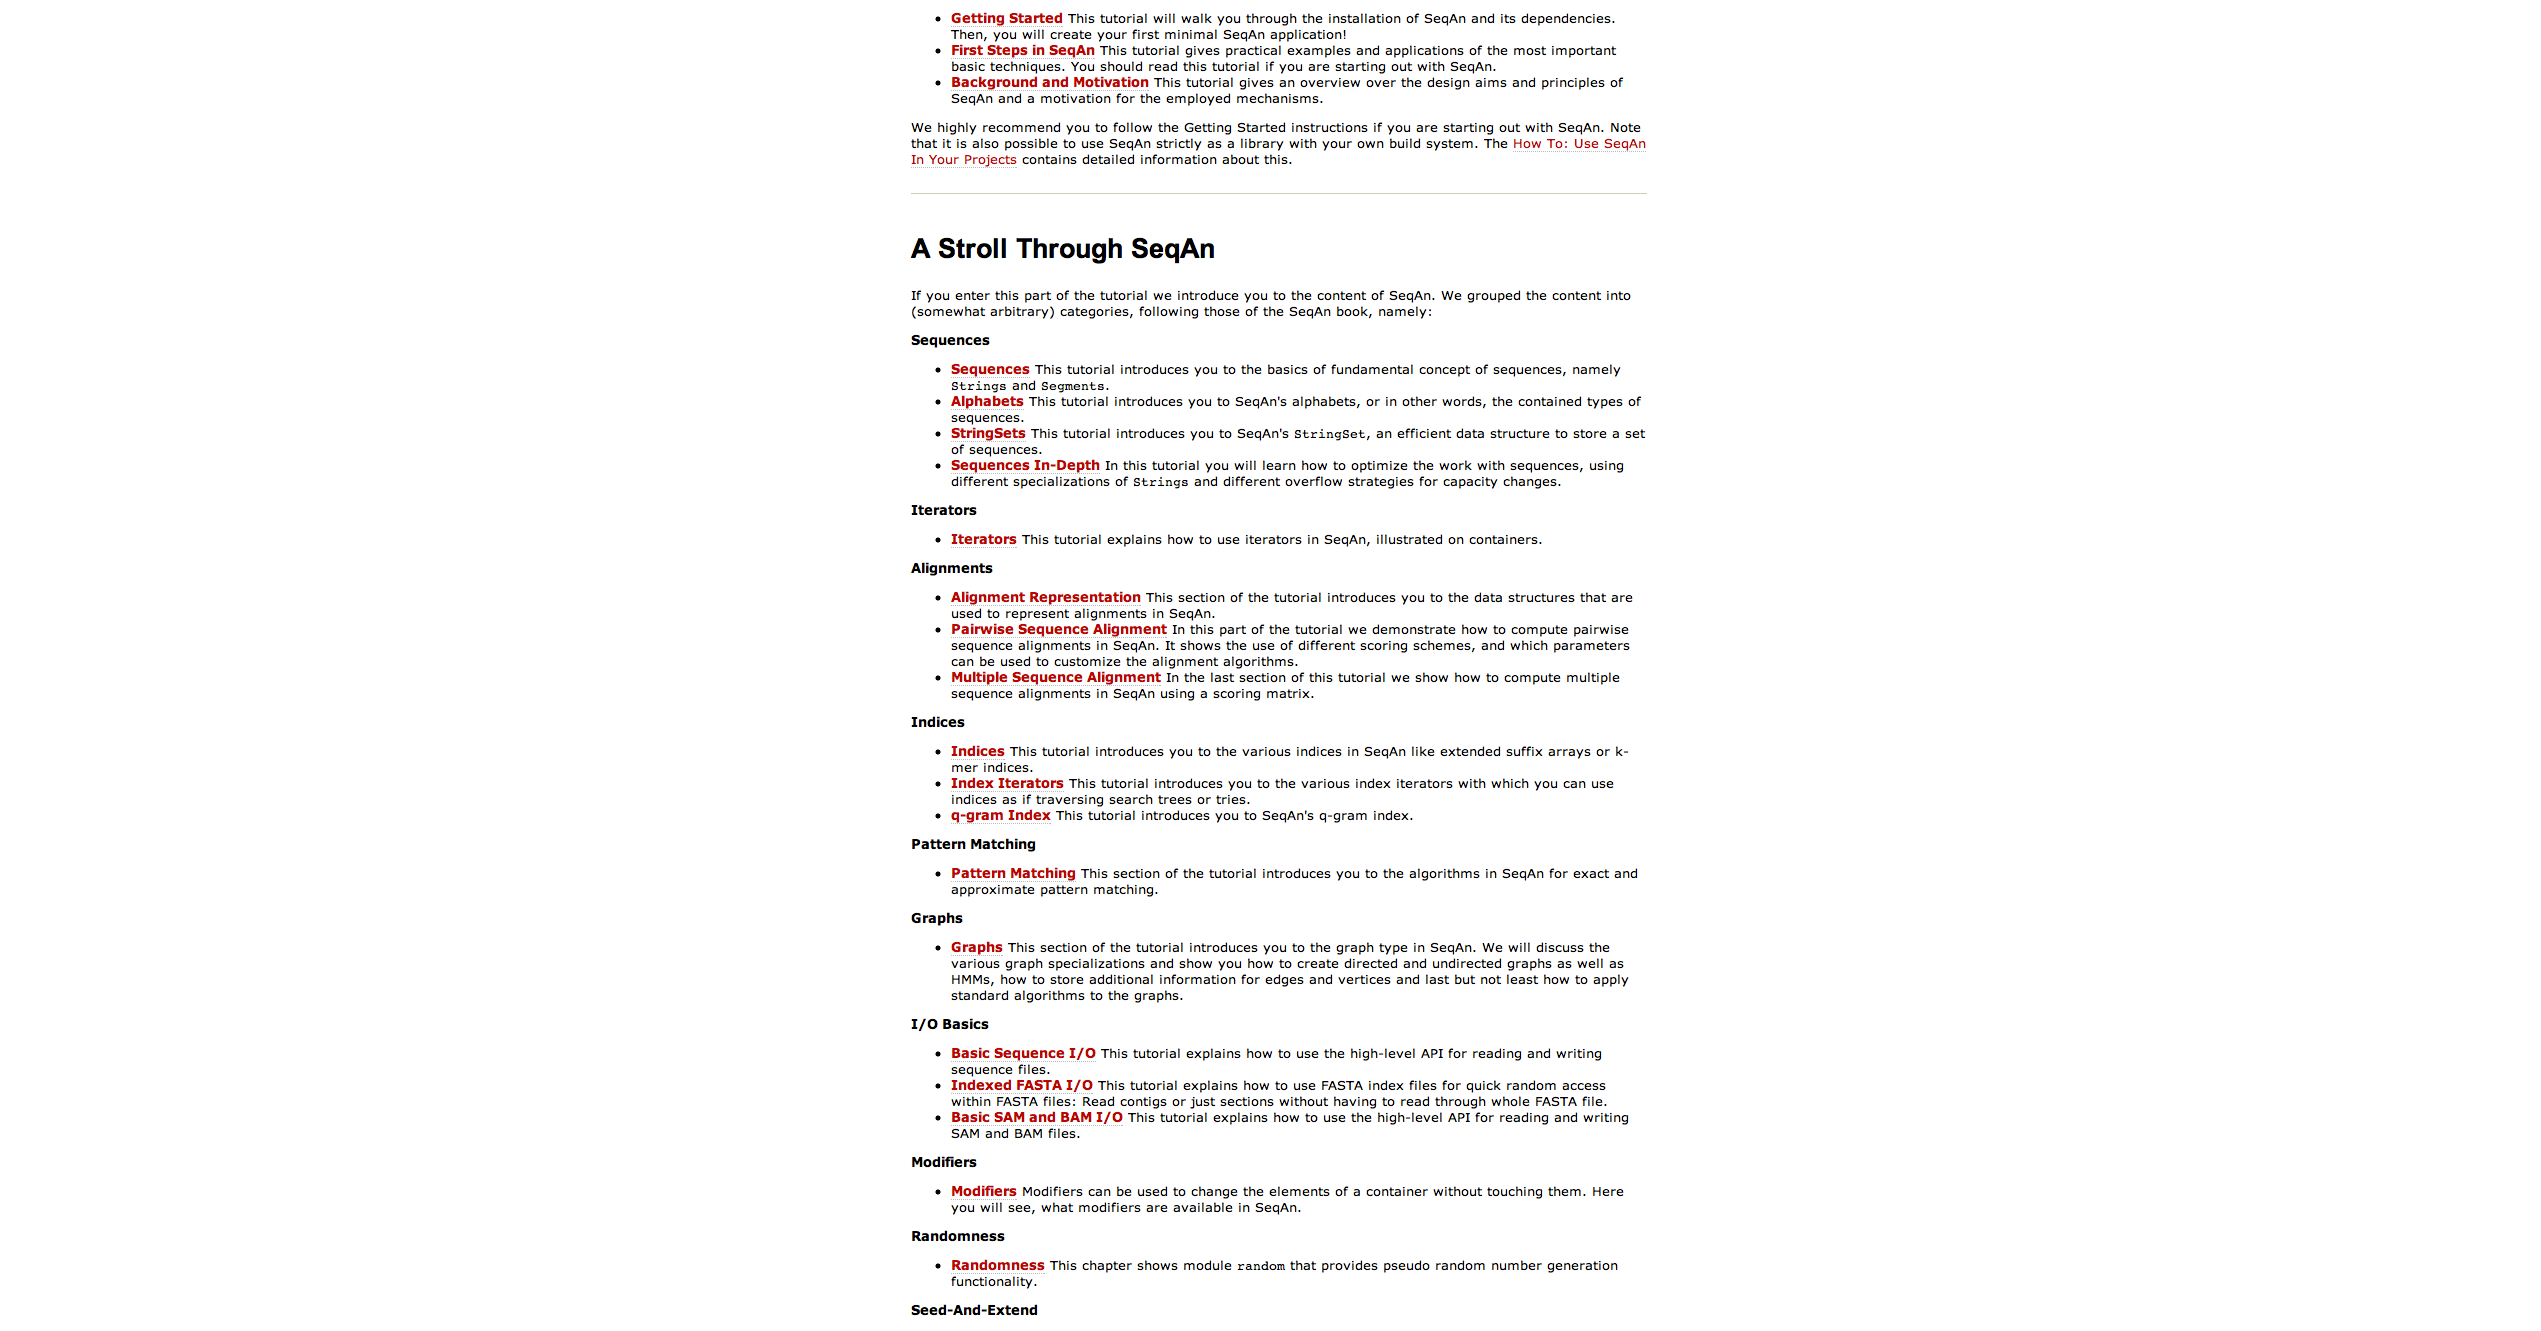 Getting Started This tutorial will walk you through the installation of SeqAn and its dependencies.
Then, you will create your first minimal SeqAn application!
First Steps in SeqAn This tutorial gives practical examples and applications of the most important
basic techniques. You should read this tutorial if you are starting out with SeqAn.
Background and Motivation This tutorial gives an overview over the design aims and principles of
SeqAn and a motivation for the employed mechanisms.
We highly recommend you to follow the Getting Started instructions if you are starting out with SeqAn. Note
that it is also possible to use SeqAn strictly as a library with your own build system. The How To: Use SeqAn
In Your Projects contains detailed information about this.
A Stroll Through SeqAn
If you enter this part of the tutorial we introduce you to the content of SeqAn. We grouped the content into
(somewhat arbitrary) categories, following those of the SeqAn book, namely:
Sequences
Sequences This tutorial introduces you to the basics of fundamental concept of sequences, namely
Strings and Segments.
Alphabets This tutorial introduces you to SeqAn's alphabets, or in other words, the contained types of
sequences.
StringSets This tutorial introduces you to SeqAn's StringSet, an efficient data structure to store a set
of sequences.
Sequences In-Depth In this tutorial you will learn how to optimize the work with sequences, using
different specializations of Strings and different overflow strategies for capacity changes.
Iterators
Iterators This tutorial explains how to use iterators in SeqAn, illustrated on containers.
Alignments
Alignment Representation This section of the tutorial introduces you to the data structures that are
used to represent alignments in SeqAn.
Pairwise Sequence Alignment In this part of the tutorial we demonstrate how to compute pairwise
sequence alignments in SeqAn. It shows the use of different scoring schemes, and which parameters
can be used to customize the alignment algorithms.
Multiple Sequence Alignment In the last section of this tutorial we show how to compute multiple
sequence alignments in SeqAn using a scoring matrix.
Indices
Indices This tutorial introduces you to the various indices in SeqAn like extended suffix arrays or k-
mer indices.
Index Iterators This tutorial introduces you to the various index iterators with which you can use
indices as if traversing search trees or tries.
q-gram Index This tutorial introduces you to SeqAn's q-gram index.
Pattern Matching
Pattern Matching This section of the tutorial introduces you to the algorithms in SeqAn for exact and
approximate pattern matching.
Graphs
Graphs This section of the tutorial introduces you to the graph type in SeqAn. We will discuss the
various graph specializations and show you how to create directed and undirected graphs as well as
HMMs, how to store additional information for edges and vertices and last but not least how to apply
standard algorithms to the graphs.
I/O Basics
Basic Sequence I/O This tutorial explains how to use the high-level API for reading and writing
sequence files.
Indexed FASTA I/O This tutorial explains how to use FASTA index files for quick random access
within FASTA files: Read contigs or just sections without having to read through whole FASTA file.
Basic SAM and BAM I/O This tutorial explains how to use the high-level API for reading and writing
SAM and BAM files.
Modifiers
Modifiers Modifiers can be used to change the elements of a container without touching them. Here
you will see, what modifiers are available in SeqAn.
Randomness
Randomness This chapter shows module random that provides pseudo random number generation
functionality.
Seed-And-Extend